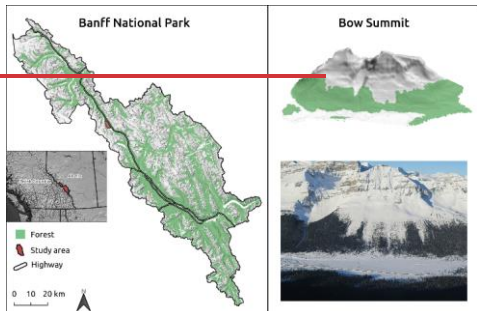 Banff National Park
Bow Summit
Forest
Study area
Highway
0 10 20 km
N